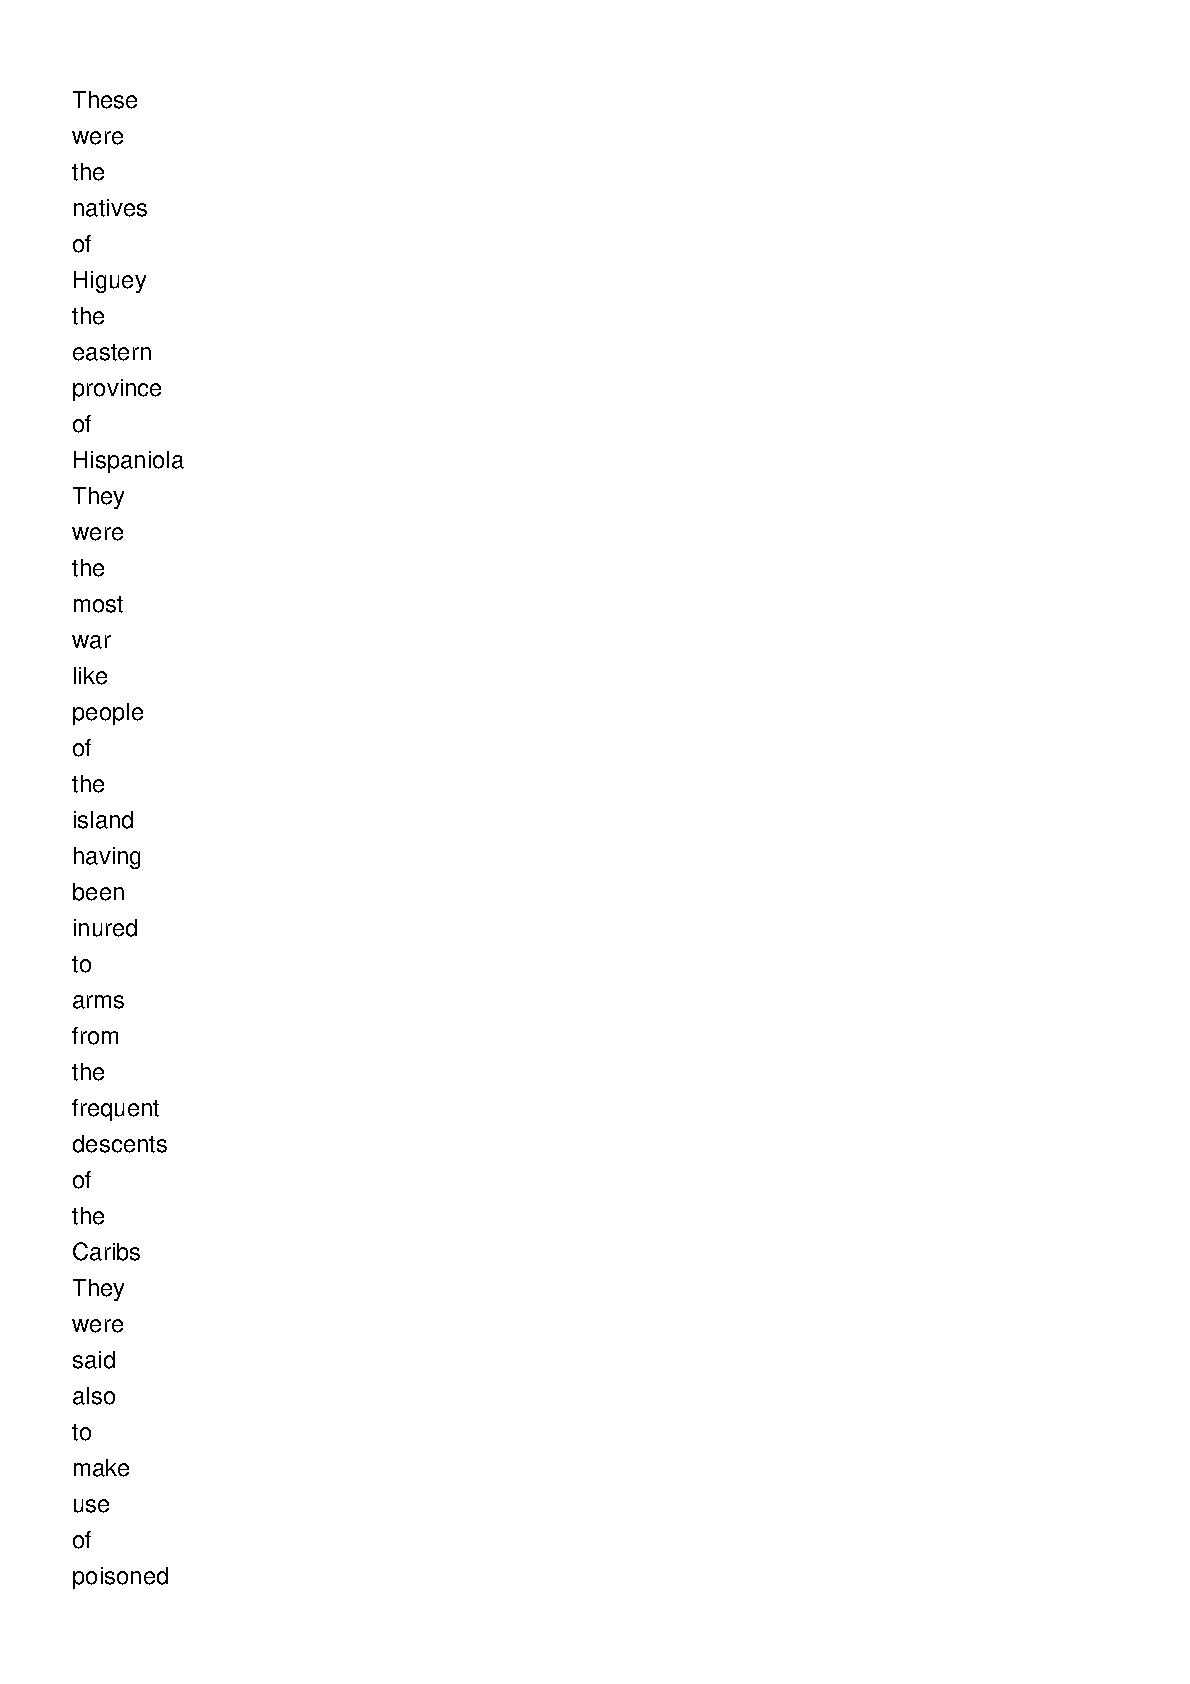 These
were
the
natives
of
Higuey
the
eastern
province
of
Hispaniola
They
were
the
most
war
like
people
of
the
island
having
been
inured
to
arms
from
the
frequent
descents
of
the
Caribs
They
were
said
also
to
make
use
of
poisoned